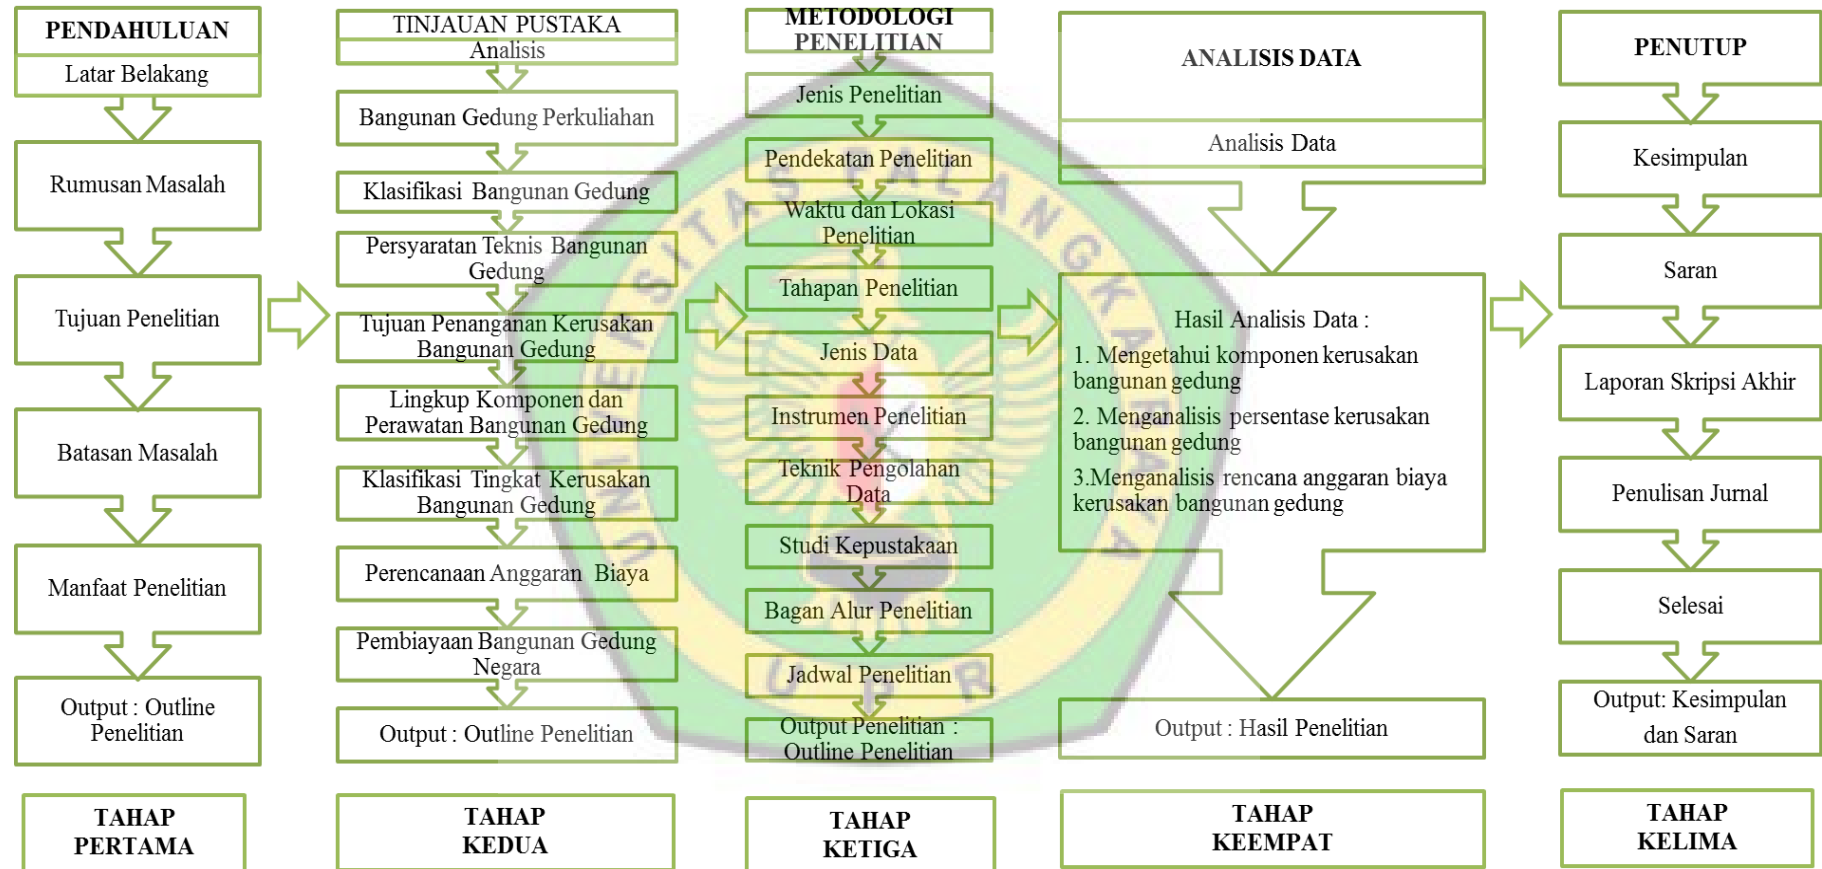 PENDAHULUAN
Latar Belakang
Rumusan Masalah
Tujuan Penelitian
Batasan Masalah
Manfaat Penelitian
Output : Outline
Penelitian
TAHAP
PERTAMA
TINJAUAN PUSTAKA
Analisis
Bangunan Gedung Perkuliahan
Klasifikasi Bangunan Gedung
Persyaratan Teknis Bangunan
Gedung
Tujuan Penanganan Kerusakan
Bangunan Gedung
Lingkup Komponen dan
Perawatan Bangunan Gedung
Klasifikasi Tingkat Kerusakan
Bangunan Gedung
Perencanaan Anggaran Biaya
Pembiayaan Bangunan Gedung
Negara
Output : Outline Penelitian
TAHAP
KEDUA
METODOLOGI
PENELITIAN
Jenis Penelitian
Pendekatan Penelitian
Waktu dan Lokasi
Penelitian
Tahapan Penelitian
Jenis Data
Instrumen Penelitian
Teknik Pengolahan
Data
Studi Kepustakaan
Bagan Alur Penelitian
Jadwal Penelitian
Output Penelitian :
Outline Penelitian
TAHAP
KETIGA
ANALISIS DATA
Analisis Data
Hasil Analisis Data :
1. Mengetahui komponen kerusakan
bangunan gedung
2. Menganalisis persentase kerusakan
bangunan gedung
3.Menganalisis rencana anggaran biaya
kerusakan bangunan gedung
Output : Hasil Penelitian
TAHAP
KEEMPAT
PENUTUP
Kesimpulan
Saran
Laporan Skripsi Akhir
Penulisan Jurnal
Selesai
Output: Kesimpulan
dan Saran
TAHAP
KELIMA
UNIVERSITAS PALANGKA RAYA
UPR